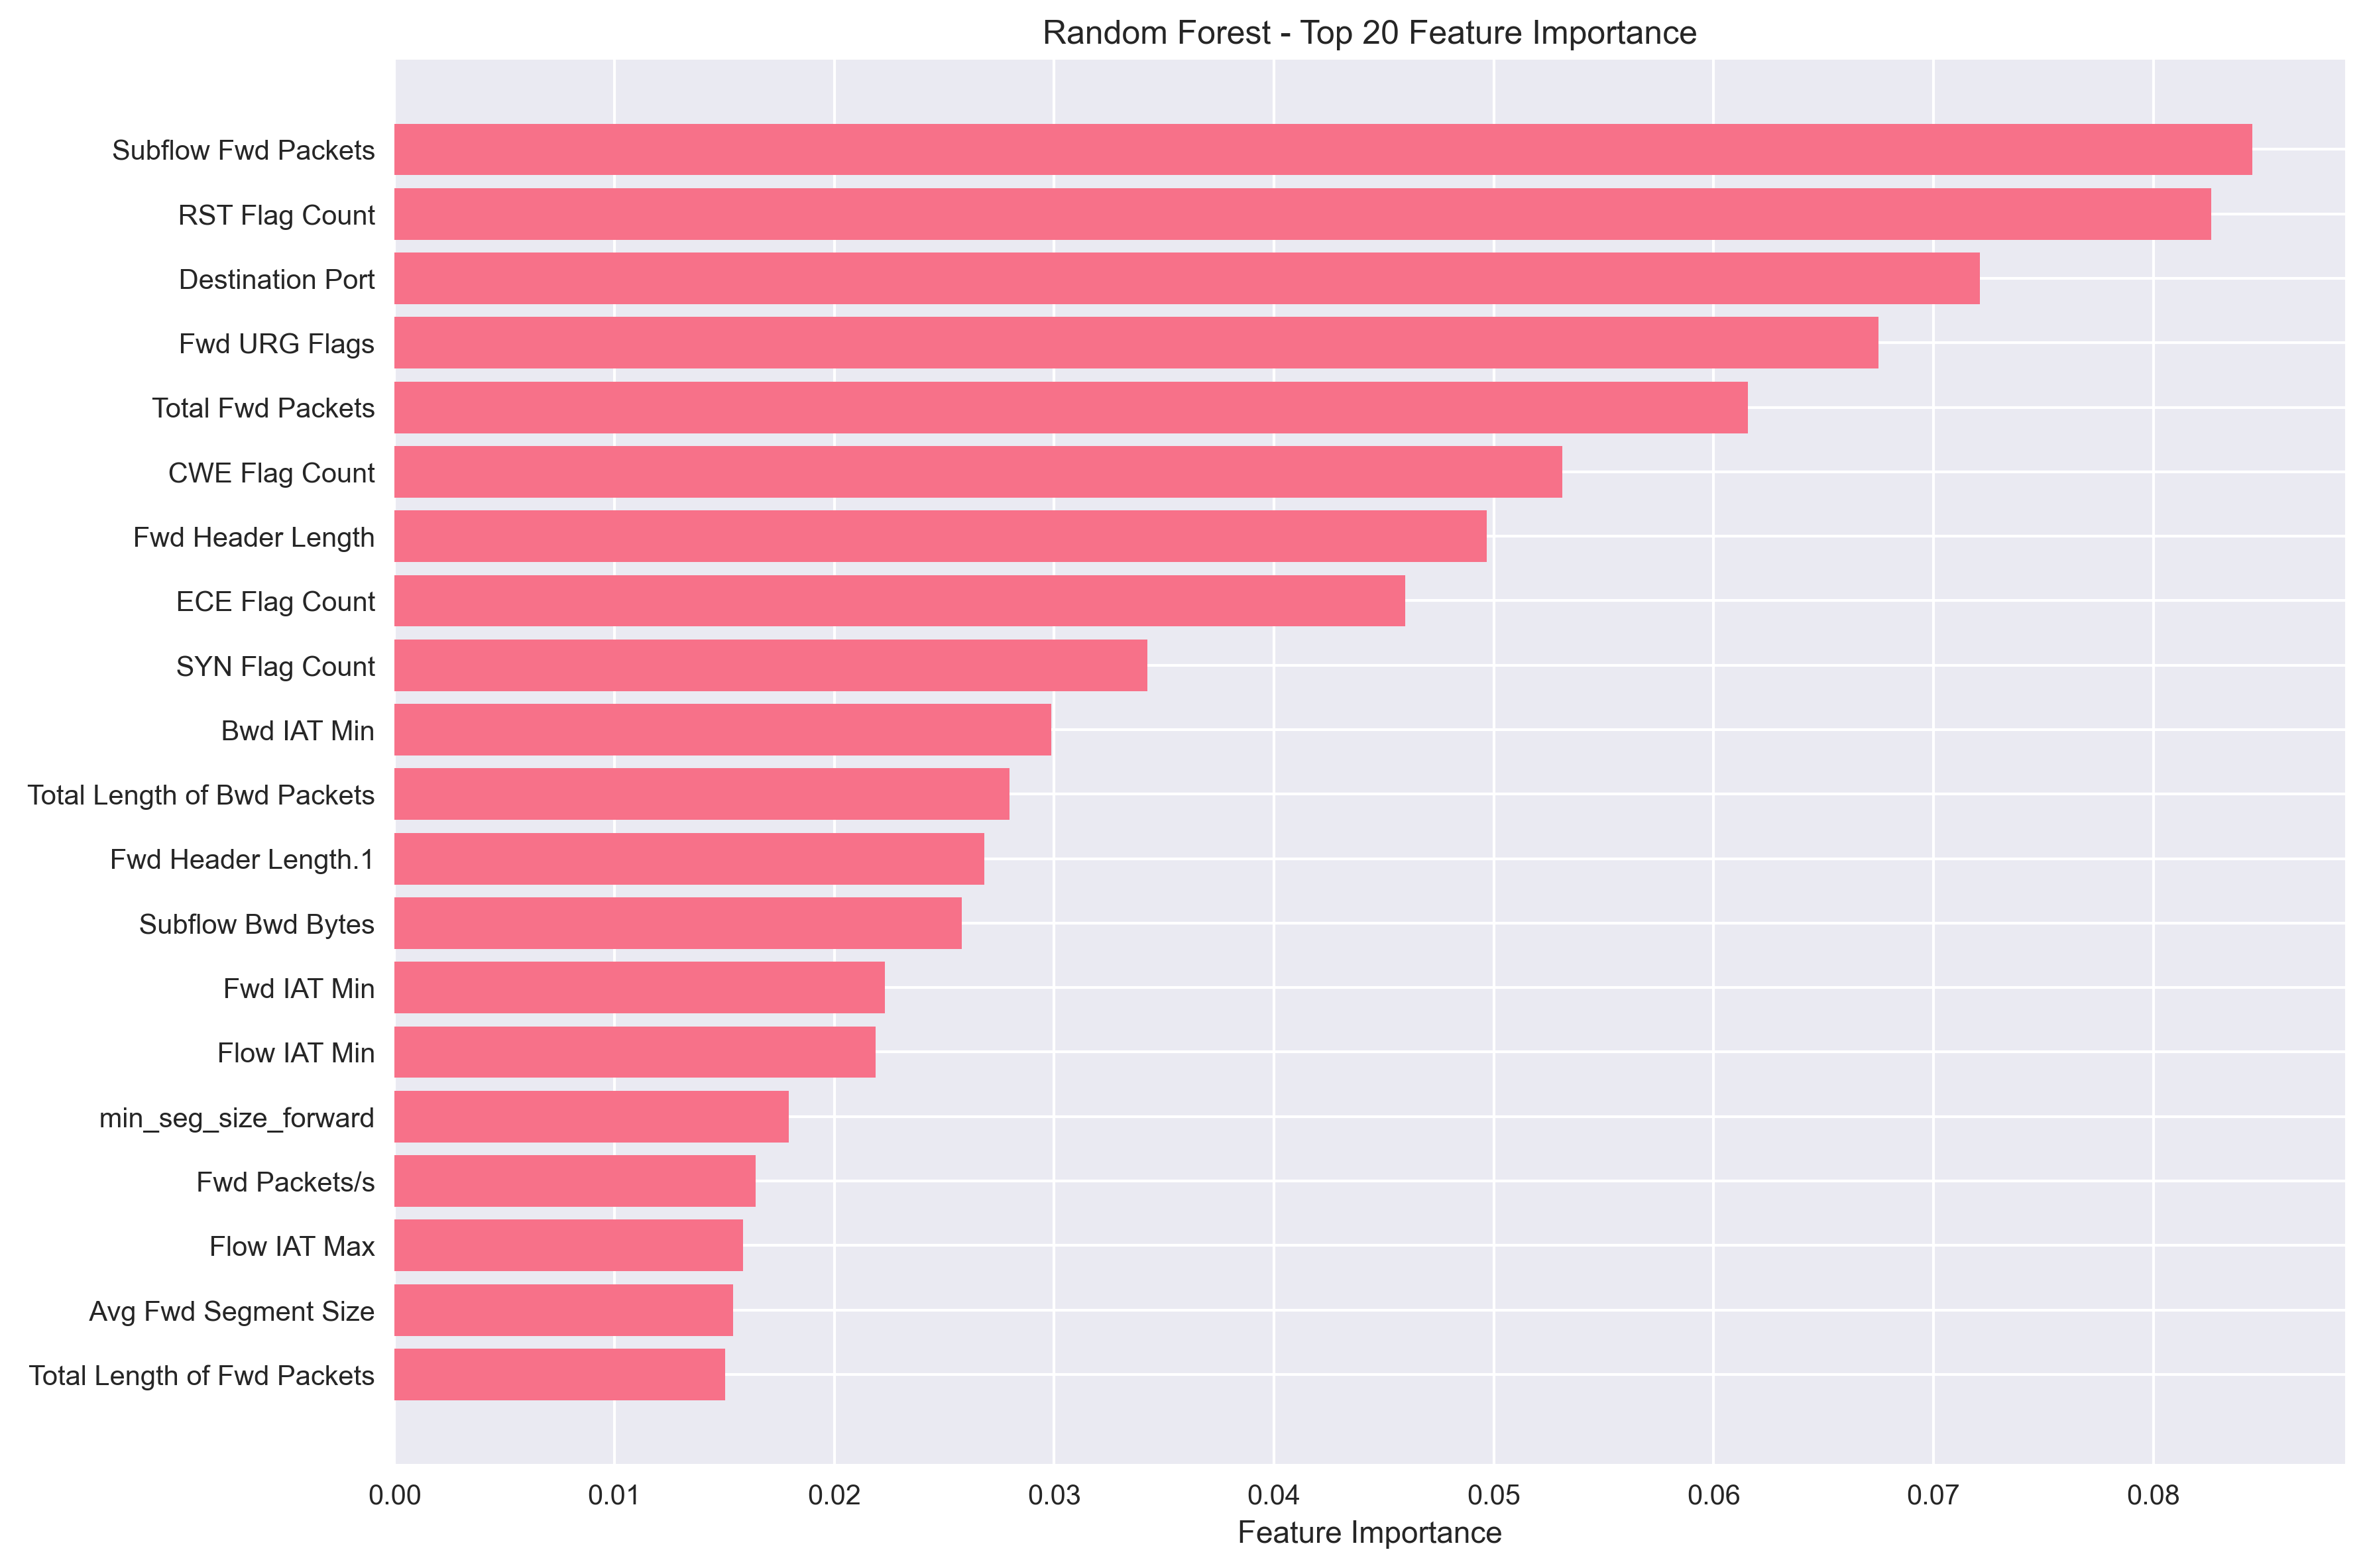 Random Forest - Top 20 Feature Importance
Subflow Fwd Packets
RST Flag Count
Destination Port
Fwd URG Flags
Total Fwd Packets
CWE Flag Count
Fwd Header Length
ECE Flag Count
SYN Flag Count
Bwd IAT Min
Total Length of Bwd Packets
Fwd Header Length.1
Subflow Bwd Bytes
Fwd IAT Min
Flow IAT Min
min_seg_size_forward
Fwd Packets/s
Flow IAT Max
Avg Fwd Segment Size
Total Length of Fwd Packets
0.00 0.01 0.02 0.03 0.04 0.05 0.06 0.07 0.08
Feature Importance